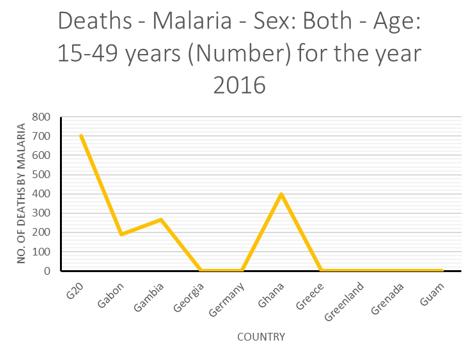 Deaths - Malaria - Sex: Both - Age:
15-49 years (Number) for the year
2016
NO. OF DEATHS BY MALARIA
800
700
600
500
400
300
200
100
0
G20
Gabon
Gambia
Georgia
Germany
Ghana
Greece
Greenland
Grenada
Guam
COUNTRY